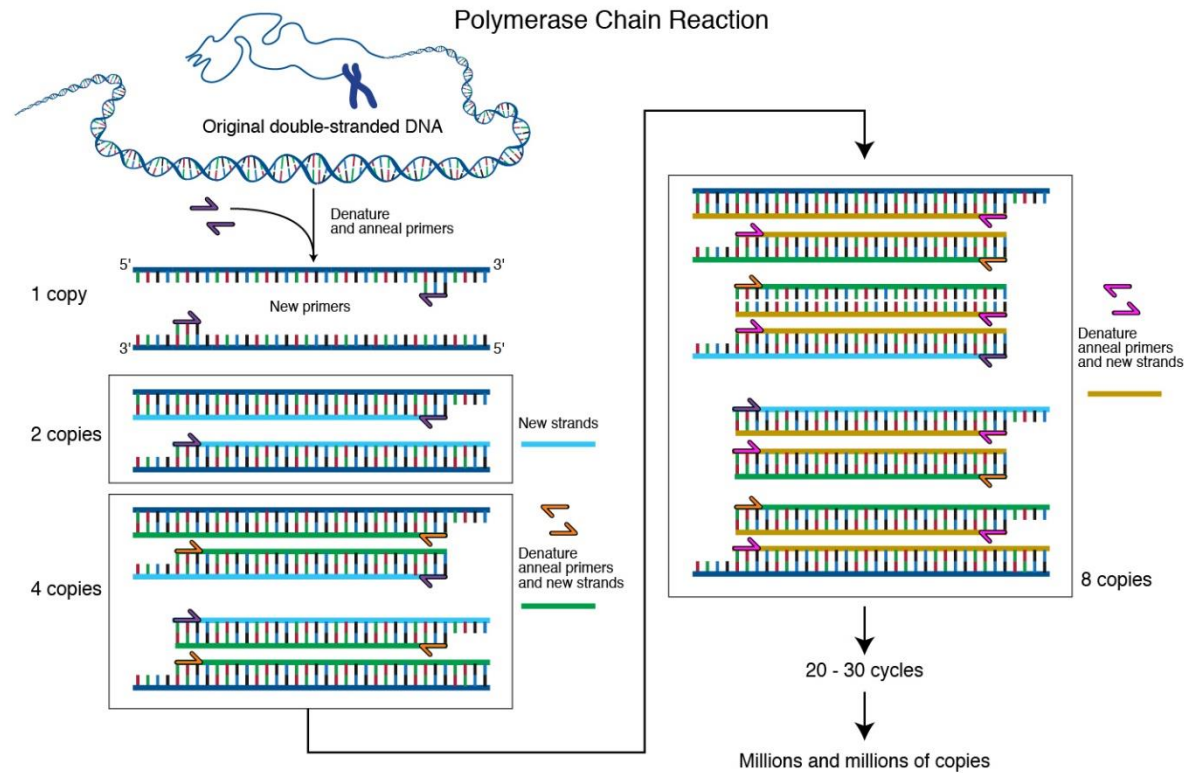 Polymerase Chain Reaction
Original double-stranded DNA
Denature
and anneal primers
5'
3'
1 copy
New primers
3'
5'
2 copies
New strands
4 copies
Denature
anneal primers
and new strands
Denature
anneal primers
and new strands
8 copies
20 - 30 cycles
Millions and millions of copies